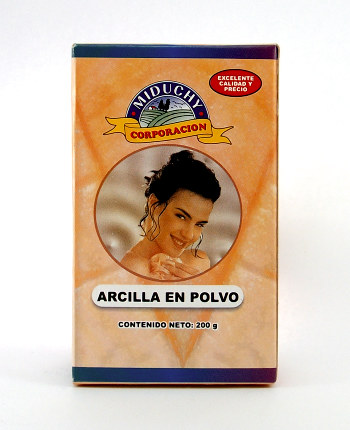 EXCELENTE
CALIDAD Y
PRECIO
MIDUCHY
CORPORACION
ARCILLA EN POLVO
CONTENIDO NETO: 200 g